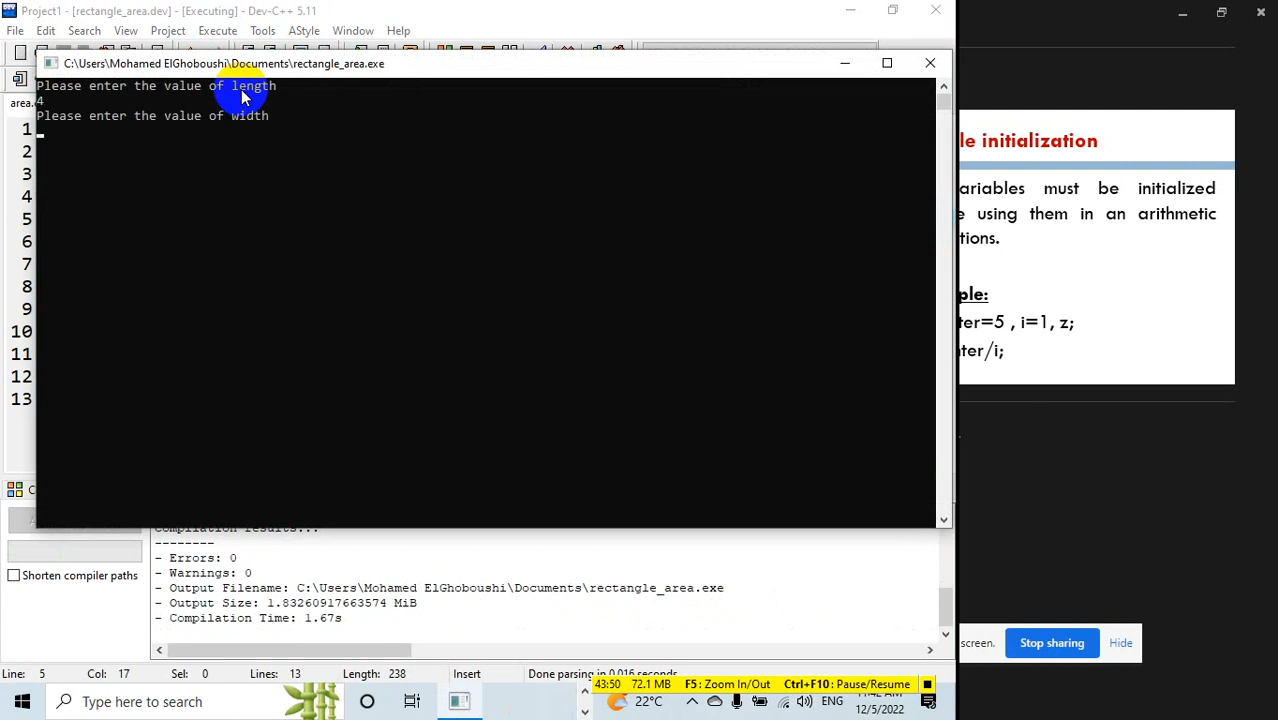 Project1 - [rectangle_area.dev] - [Executing] - Dev-C++ 5.11
File Edit Search View Project Execute Tools AStyle Window Help
C:\Users\Mohamed ElGhoboushi\Documents\rectangle_area.exe
Please enter the value of length
4
Please enter the value of width
area.
1
2
3
4
5
6
7
8
9
10
11
12
13
le initialization
ariables must be initialized
e using them in an arithmetic
tions.
ple:
ter=5 , i=1, z;
nter/i;
Compilation results...
--------
- Errors: 0
- Warnings: 0
- Output Filename: C:\Users\Mohamed ElGhoboushi\Documents\rectangle_area.exe
- Output Size: 1.83260917663574 MiB
- Compilation Time: 1.67s
Shorten compiler paths
screen. Stop sharing Hide
Line: 5 Col: 17 Sel: 0 Lines: 13 Length: 238 Insert Done parsing in 0.016 seconds
43:50 72.1 MB F5: Zoom In/Out Ctrl+F10: Pause/Resume
Type here to search
22°C ENG
12/5/2022